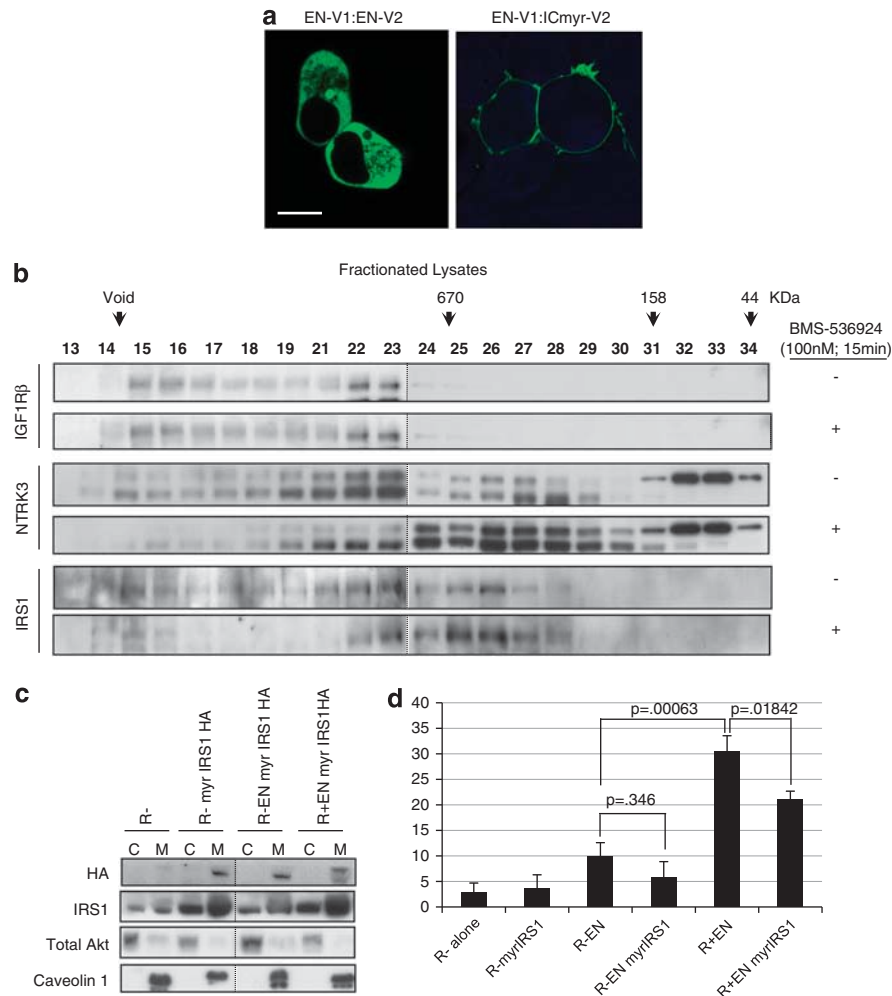 a
EN-V1:EN-V2 EN-V1:ICmyr-V2
b
Fractionated Lysates
Void 670 158 44 KDa
BMS-536924
(100nM; 15min)
13 14 15 16 17 18 19 21 22 23 24 25 26 27 28 29 30 31 32 33 34
IGF1Rβ
-
+
NTRK3
-
+
IRS1
-
+
c
R-
R- myr IRS1 HA
R-EN myr IRS1 HA
R+EN myr IRS1HA
C M C M C M C M
HA
IRS1
Total Akt
Caveolin 1
d
40
35
30
25
20
15
10
5
0
p=.00063
p=.01842
p=.346
R- alone
R-myrIRS1
R-EN
R-EN myrIRS1
R+EN
R+EN myrIRS1